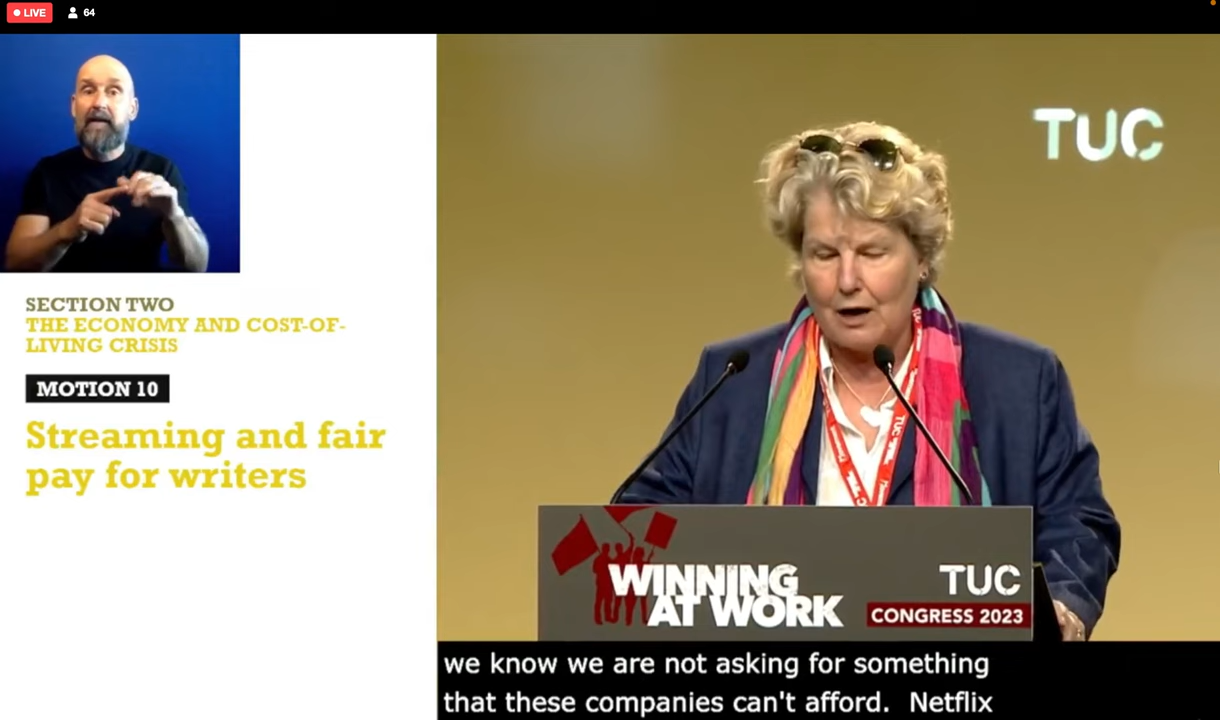 LIVE 64
TUC
SECTION TWO
THE ECONOMY AND COST-OF-
LIVING CRISIS
MOTION 10
Streaming and fair
pay for writers
WINNING
AT WORK
TUC
CONGRESS 2023
we know we are not asking for something
that these companies can't afford.  Netflix